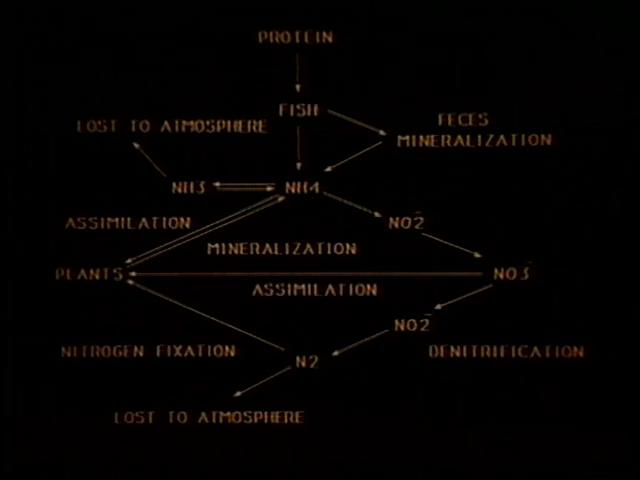 PROTEIN
FISH
FECES
LOST TO ATMOSPHERE
MINERALIZATION
NH3
NH4
ASSIMILATION
NO2-
MINERALIZATION
PLANTS
NO3-
ASSIMILATION
NO2-
NITROGEN FIXATION
DENITRIFICATION
N2
LOST TO ATMOSPHERE